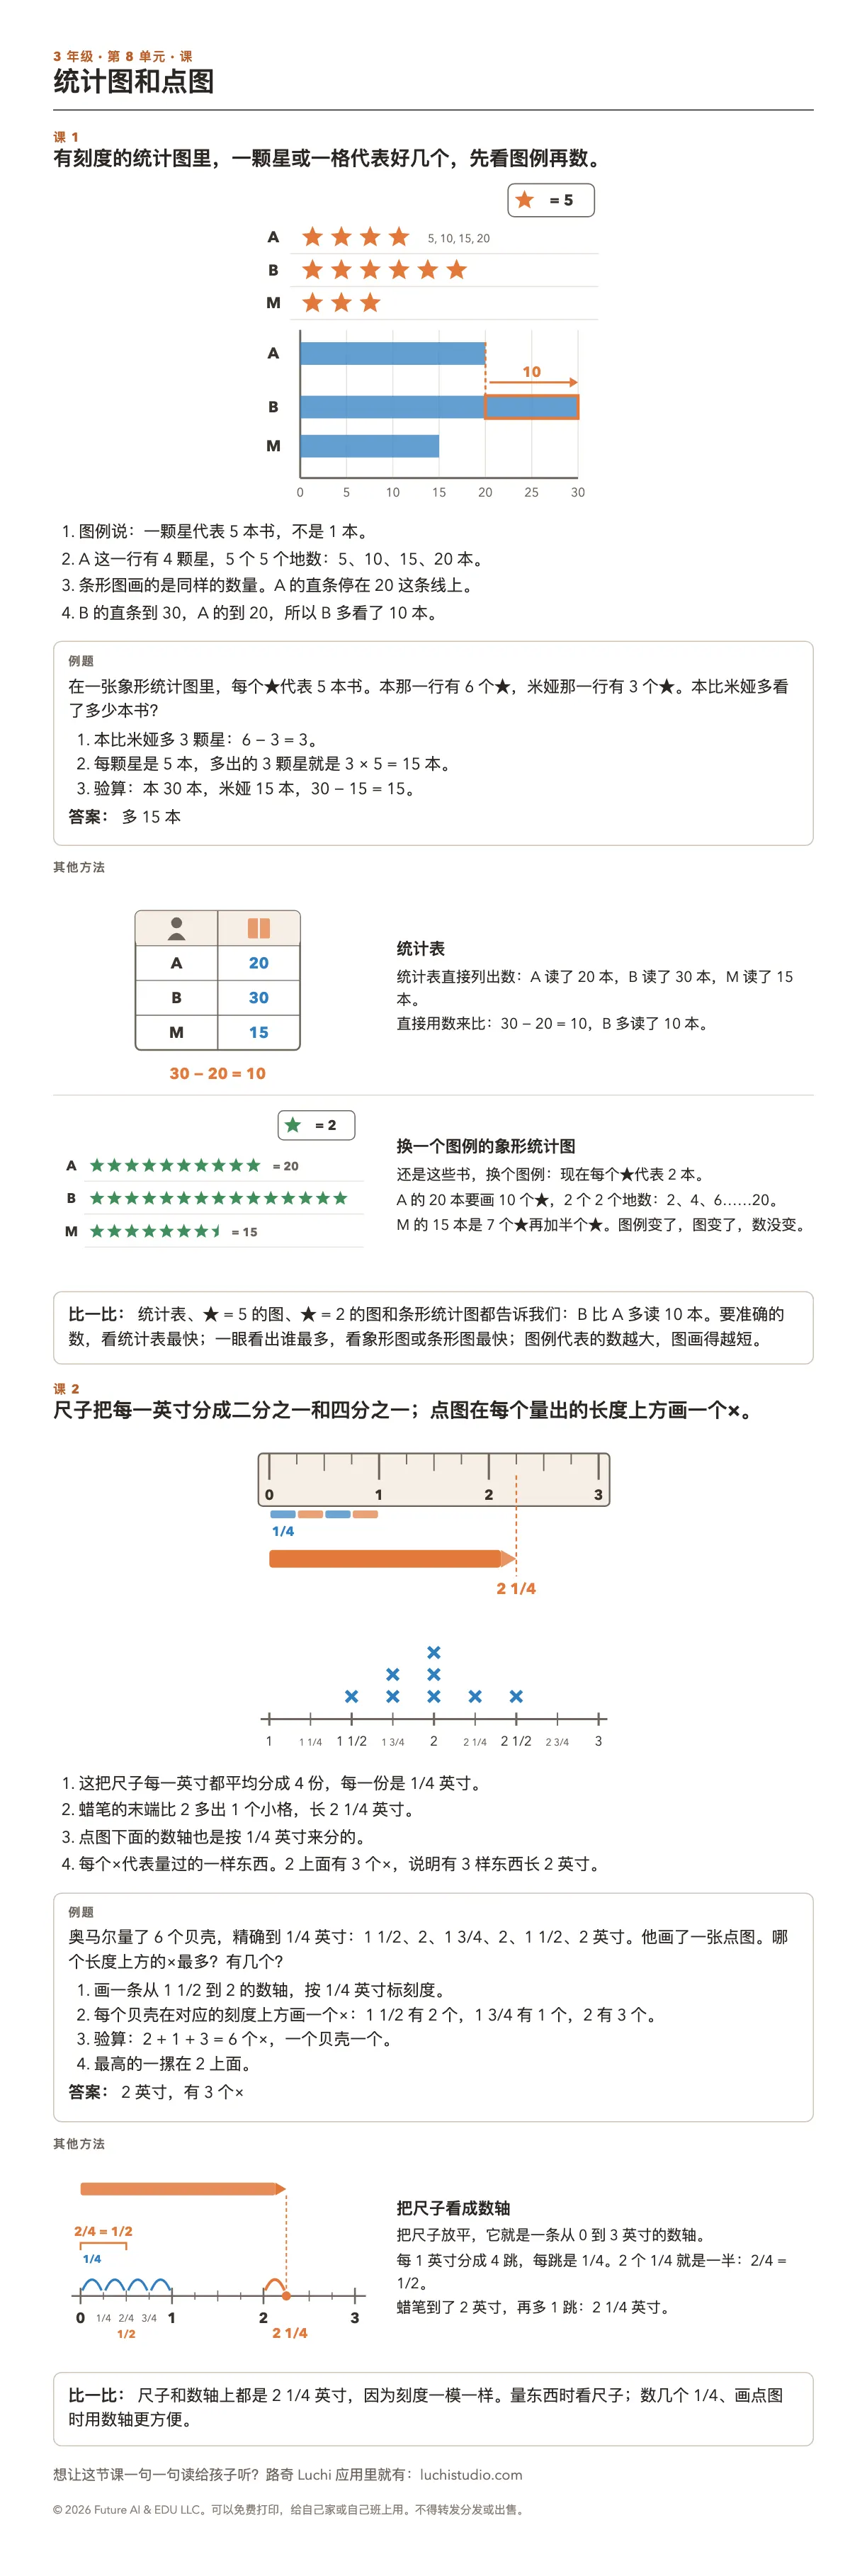 3 年级 · 第 8 单元 · 课
统计图和点图
课 1
有刻度的统计图里，一颗星或一格代表好几个，先看图例再数。
★ = 5
A ★ ★ ★ ★ 5, 10, 15, 20
B ★ ★ ★ ★ ★ ★
M ★ ★ ★
A
10
B
M
0 5 10 15 20 25 30
1. 图例说：一颗星代表 5 本书，不是 1 本。
2. A 这一行有 4 颗星，5 个 5 个地数：5、10、15、20 本。
3. 条形图画的是同样的数量。A 的直条停在 20 这条线上。
4. B 的直条到 30，A 的到 20，所以 B 多看了 10 本。
例题
在一张象形统计图里，每个★代表 5 本书。本那一行有 6 个★，米娅那一行有 3 个★。本比米娅多看
了多少本书？
1. 本比米娅多 3 颗星：6 − 3 = 3。
2. 每颗星是 5 本，多出的 3 颗星就是 3 × 5 = 15 本。
3. 验算：本 30 本，米娅 15 本，30 − 15 = 15。
答案： 多 15 本
其他方法
A 20
B 30
M 15
30 − 20 = 10
统计表
统计表直接列出数：A 读了 20 本，B 读了 30 本，M 读了 15
本。
直接用数来比：30 − 20 = 10，B 多读了 10 本。
★ = 2
A ★★★★★★★★★★ = 20
B ★★★★★★★★★★★★★★★
M ★★★★★★★ = 15
换一个图例的象形统计图
还是这些书，换个图例：现在每个★代表 2 本。
A 的 20 本要画 10 个★，2 个 2 个地数：2、4、6……20。
M 的 15 本是 7 个★再加半个★。图例变了，图变了，数没变。
比一比： 统计表、★ = 5 的图、★ = 2 的图和条形统计图都告诉我们：B 比 A 多读 10 本。要准确的
数，看统计表最快；一眼看出谁最多，看象形图或条形图最快；图例代表的数越大，图画得越短。
课 2
尺子把每一英寸分成二分之一和四分之一；点图在每个量出的长度上方画一个×。
0 1 2 3
1/4
2 1/4
1 1 1/4 1 1/2 1 3/4 2 2 1/4 2 1/2 2 3/4 3
1. 这把尺子每一英寸都平均分成 4 份，每一份是 1/4 英寸。
2. 蜡笔的末端比 2 多出 1 个小格，长 2 1/4 英寸。
3. 点图下面的数轴也是按 1/4 英寸来分的。
4. 每个×代表量过的一样东西。2 上面有 3 个×，说明有 3 样东西长 2 英寸。
例题
奥马尔量了 6 个贝壳，精确到 1/4 英寸：1 1/2、2、1 3/4、2、1 1/2、2 英寸。他画了一张点图。哪
个长度上方的×最多？有几个？
1. 画一条从 1 1/2 到 2 的数轴，按 1/4 英寸标刻度。
2. 每个贝壳在对应的刻度上方画一个×：1 1/2 有 2 个，1 3/4 有 1 个，2 有 3 个。
3. 验算：2 + 1 + 3 = 6 个×，一个贝壳一个。
4. 最高的一摞在 2 上面。
答案： 2 英寸，有 3 个×
其他方法
2/4 = 1/2
1/4
0 1/4 2/4 3/4 1 2 3
1/2 2 1/4
把尺子看成数轴
把尺子放平，它就是一条从 0 到 3 英寸的数轴。
每 1 英寸分成 4 跳，每跳是 1/4。2 个 1/4 就是一半：2/4 =
1/2。
蜡笔到了 2 英寸，再多 1 跳：2 1/4 英寸。
比一比： 尺子和数轴上都是 2 1/4 英寸，因为刻度一模一样。量东西时看尺子；数几个 1/4、画点图
时用数轴更方便。
想让这节课一句一句读给孩子听？路奇 Luchi 应用里就有：luchistudio.com
© 2026 Future AI & EDU LLC。可以免费打印，给自己家或自己班上用。不得转发分发或出售。